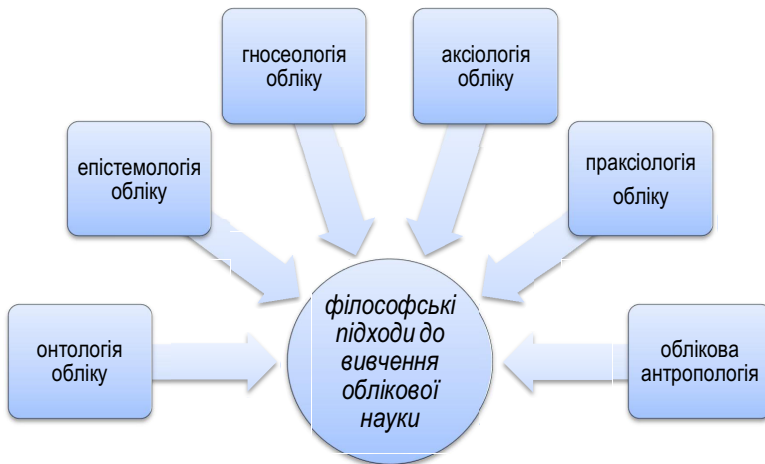 гносеологія
обліку
аксіологія
обліку
епістемологія
обліку
праксіологія
обліку
онтологія
обліку
філософські
підходи до
вивчення
облікової
науки
облікова
антропологія